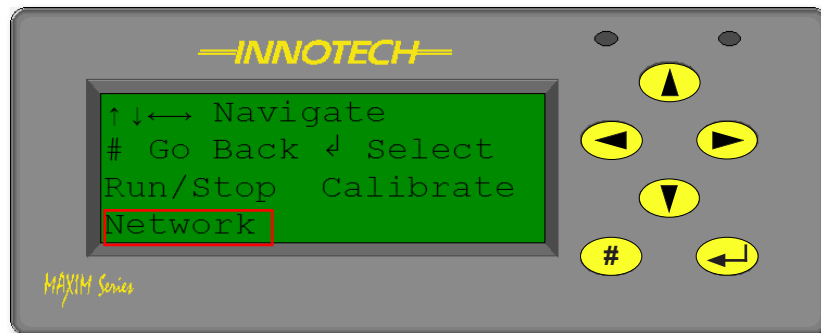 INNOTECH
↑↓←→ Navigate
# Go Back ↲ Select
Run/Stop Calibrate
Network
#
MAXIM Series